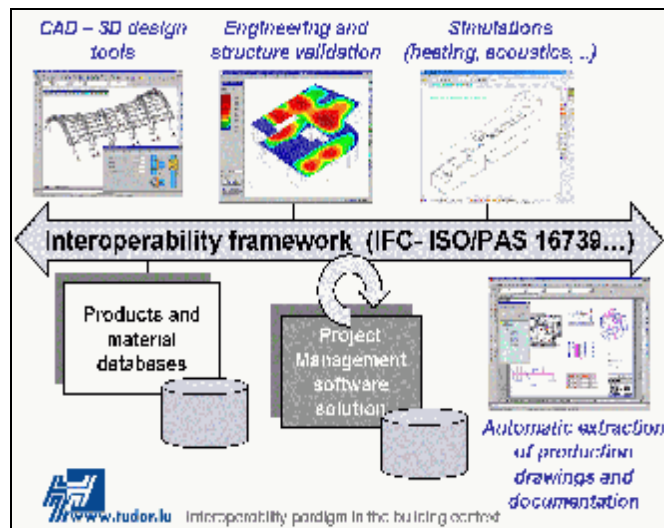 CAD – 3D design
tools
Engineering and
structure validation
Simulations
(heating, acoustics, ..)
Interoperability framework (IFC- ISO/PAS 16739...)
Products and
material
databases
Project
Management
software
solution
Automatic extraction
of production
drawings and
documentation
www.tudor.lu interoperability pardigm in the building context